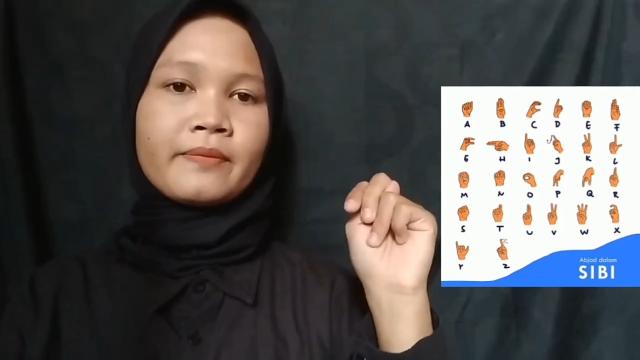 A B C D E F
G H I J K L
M N O P Q R
S T U V W X
Y Z
Abjad dalam
SIBI